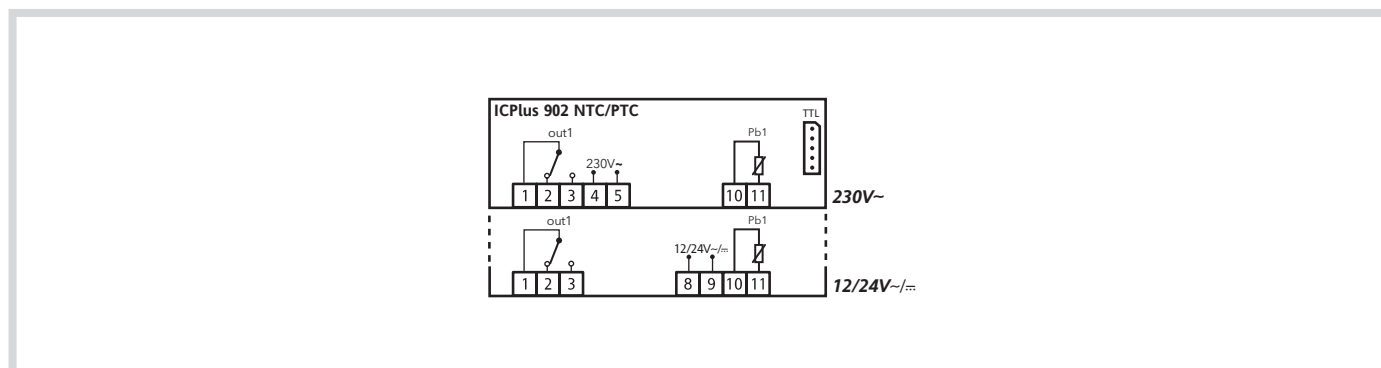 ICPlus 902 NTC/PTC
TTL
out1
Pb1
230V~
1 2 3 4 5 10 11
230V~
out1
Pb1
12/24V~/⎓
1 2 3 8 9 10 11
12/24V~/⎓